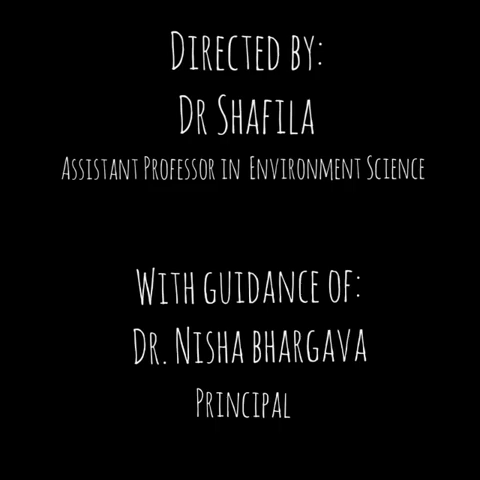 Directed by:
Dr Shafila
Assistant Professor in Environment Science
With guidance of:
Dr. Nisha bhargava
Principal